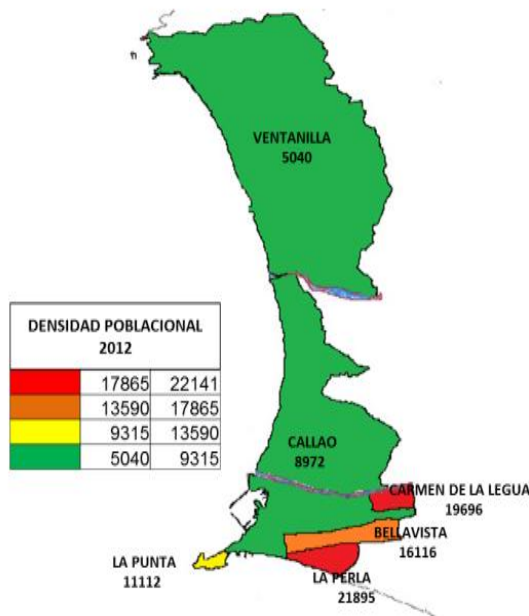 VENTANILLA
5040
DENSIDAD POBLACIONAL
2012
17865 22141
13590 17865
9315 13590
5040 9315
CALLAO
8972
CARMEN DE LA LEGUA
19696
BELLAVISTA
16116
LA PUNTA
11112
LA PERLA
21895